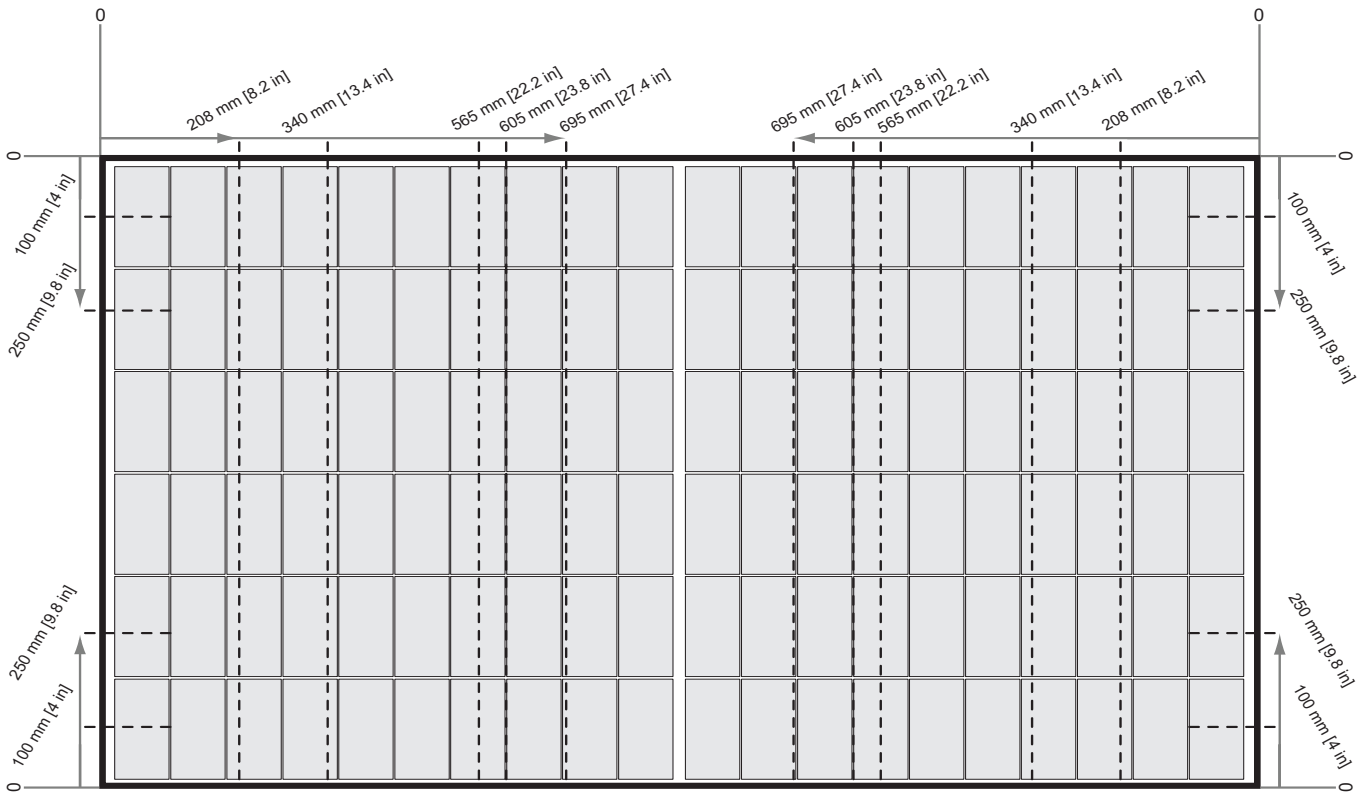 0
0
208 mm [8.2 in]
340 mm [13.4 in]
565 mm [22.2 in]
605 mm [23.8 in]
695 mm [27.4 in]
695 mm [27.4 in]
605 mm [23.8 in]
565 mm [22.2 in]
340 mm [13.4 in]
208 mm [8.2 in]
0
0
100 mm [4 in]
100 mm [4 in]
250 mm [9.8 in]
250 mm [9.8 in]
250 mm [9.8 in]
250 mm [9.8 in]
100 mm [4 in]
100 mm [4 in]
0
0